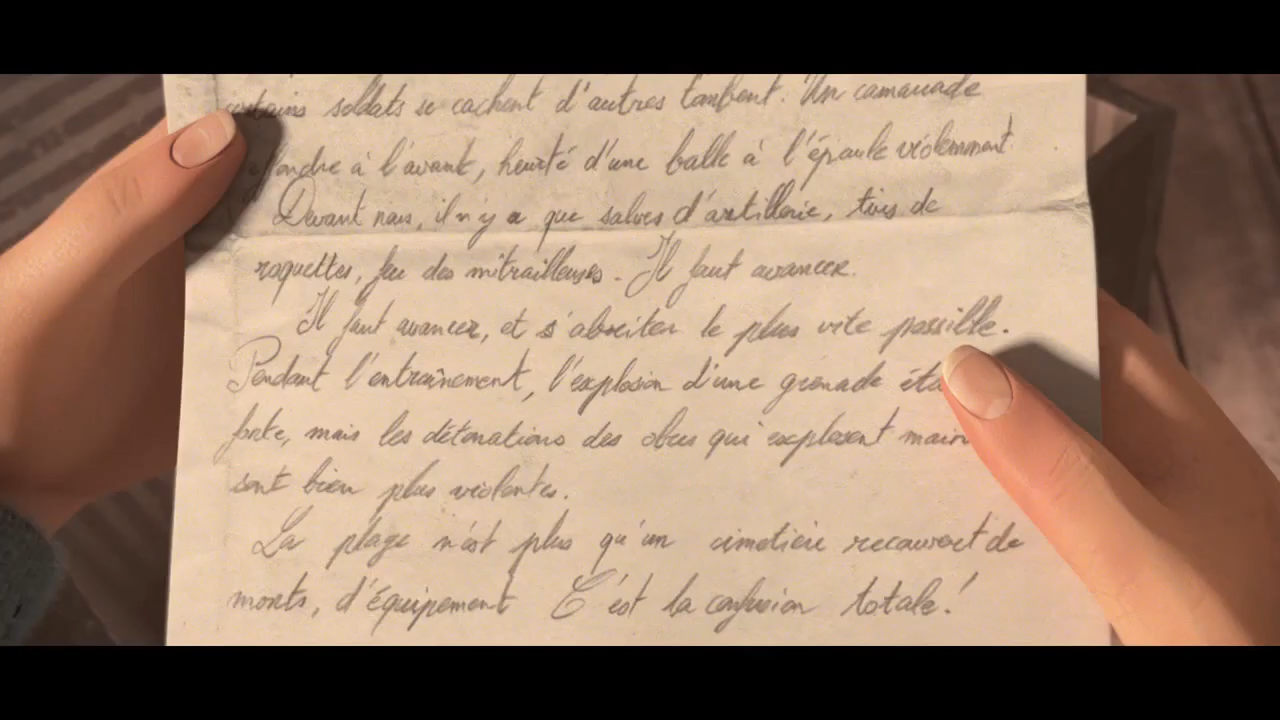 certains soldats se cachent d'autres tombent. Un camarade
à l'avant, heurté d'une balle à l'épaule violemment!
Devant nous, il n'y a que salves d'artillerie, tirs de
roquettes, feu des mitrailleuses. Il faut avancer.
Il faut avancer, et s'abriter le plus vite possible.
Pendant l'entraînement, l'explosion d'une grenade
forte, mais les détonations des obus qui explosent
sont bien plus violentes.
La plage n'est plus qu'un cimetière recouvert de
morts, d'équipement C'est la confusion totale!